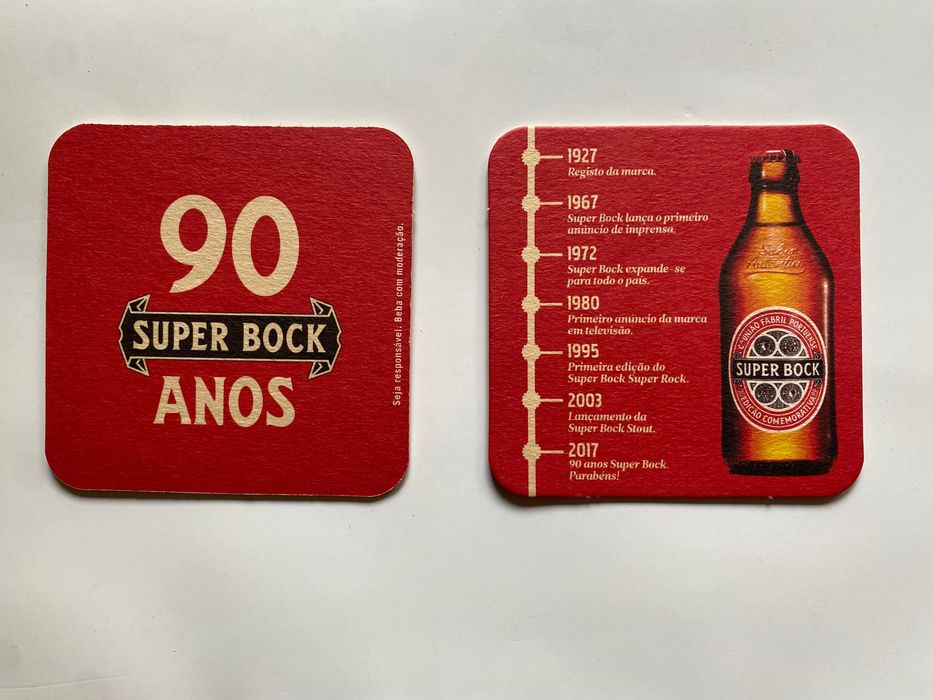 90
SUPER BOCK
ANOS
Seja responsável. Beba com moderação.
1927
Registo da marca.
1967
Super Bock lança o primeiro
anúncio de imprensa.
1972
Super Bock expande-se
para todo o país.
1980
Primeiro anúncio da marca
em televisão.
1995
Primeira edição do
Super Bock Super Rock.
2003
Lançamento da
Super Bock Stout.
2017
90 anos Super Bock.
Parabéns!
UNIÃO FABRIL PORTUENSE
SUPER BOCK
EDIÇÃO COMEMORATIVA